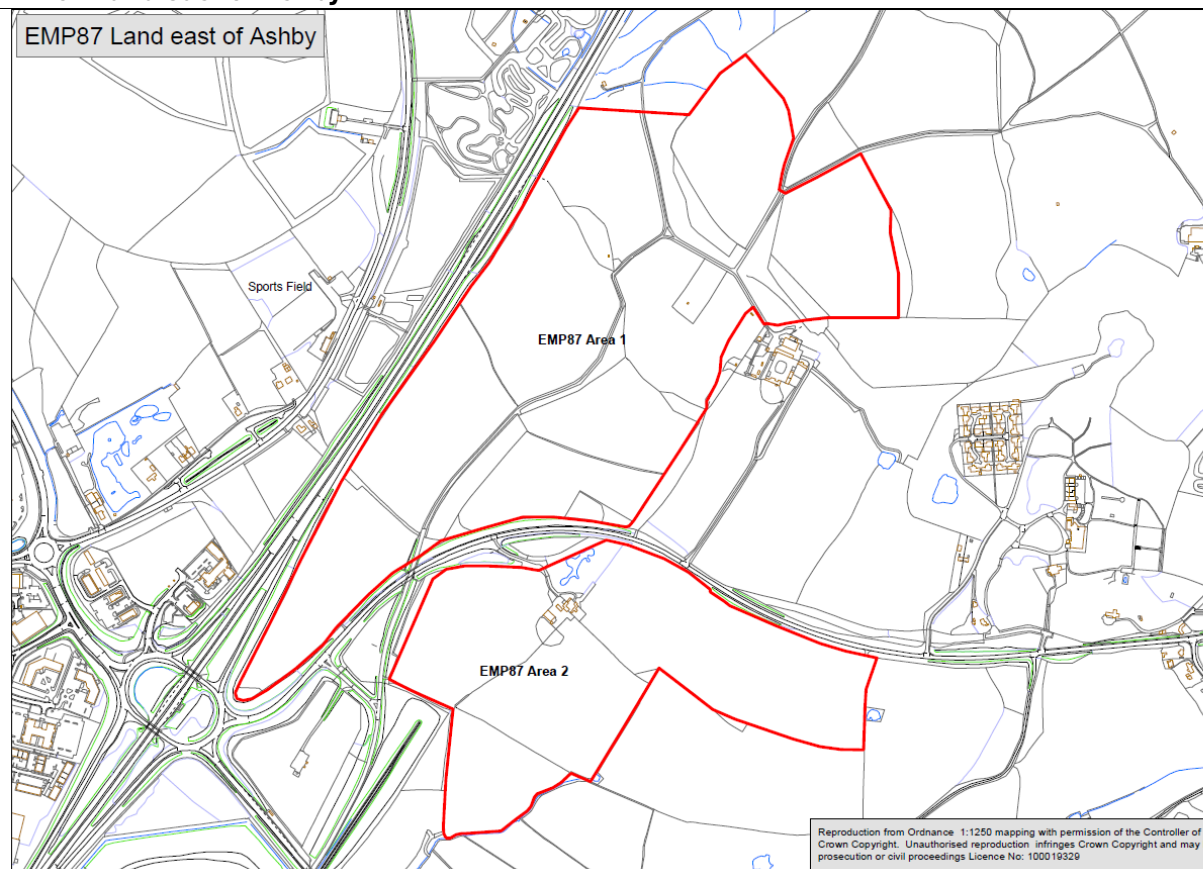 EMP87 Land east of Ashby
Sports Field
EMP87 Area 1
EMP87 Area 2
Reproduction from Ordnance 1:1250 mapping with permission of the Controller of
Crown Copyright. Unauthorised reproduction infringes Crown Copyright and may
prosecution or civil proceedings Licence No: 100019329